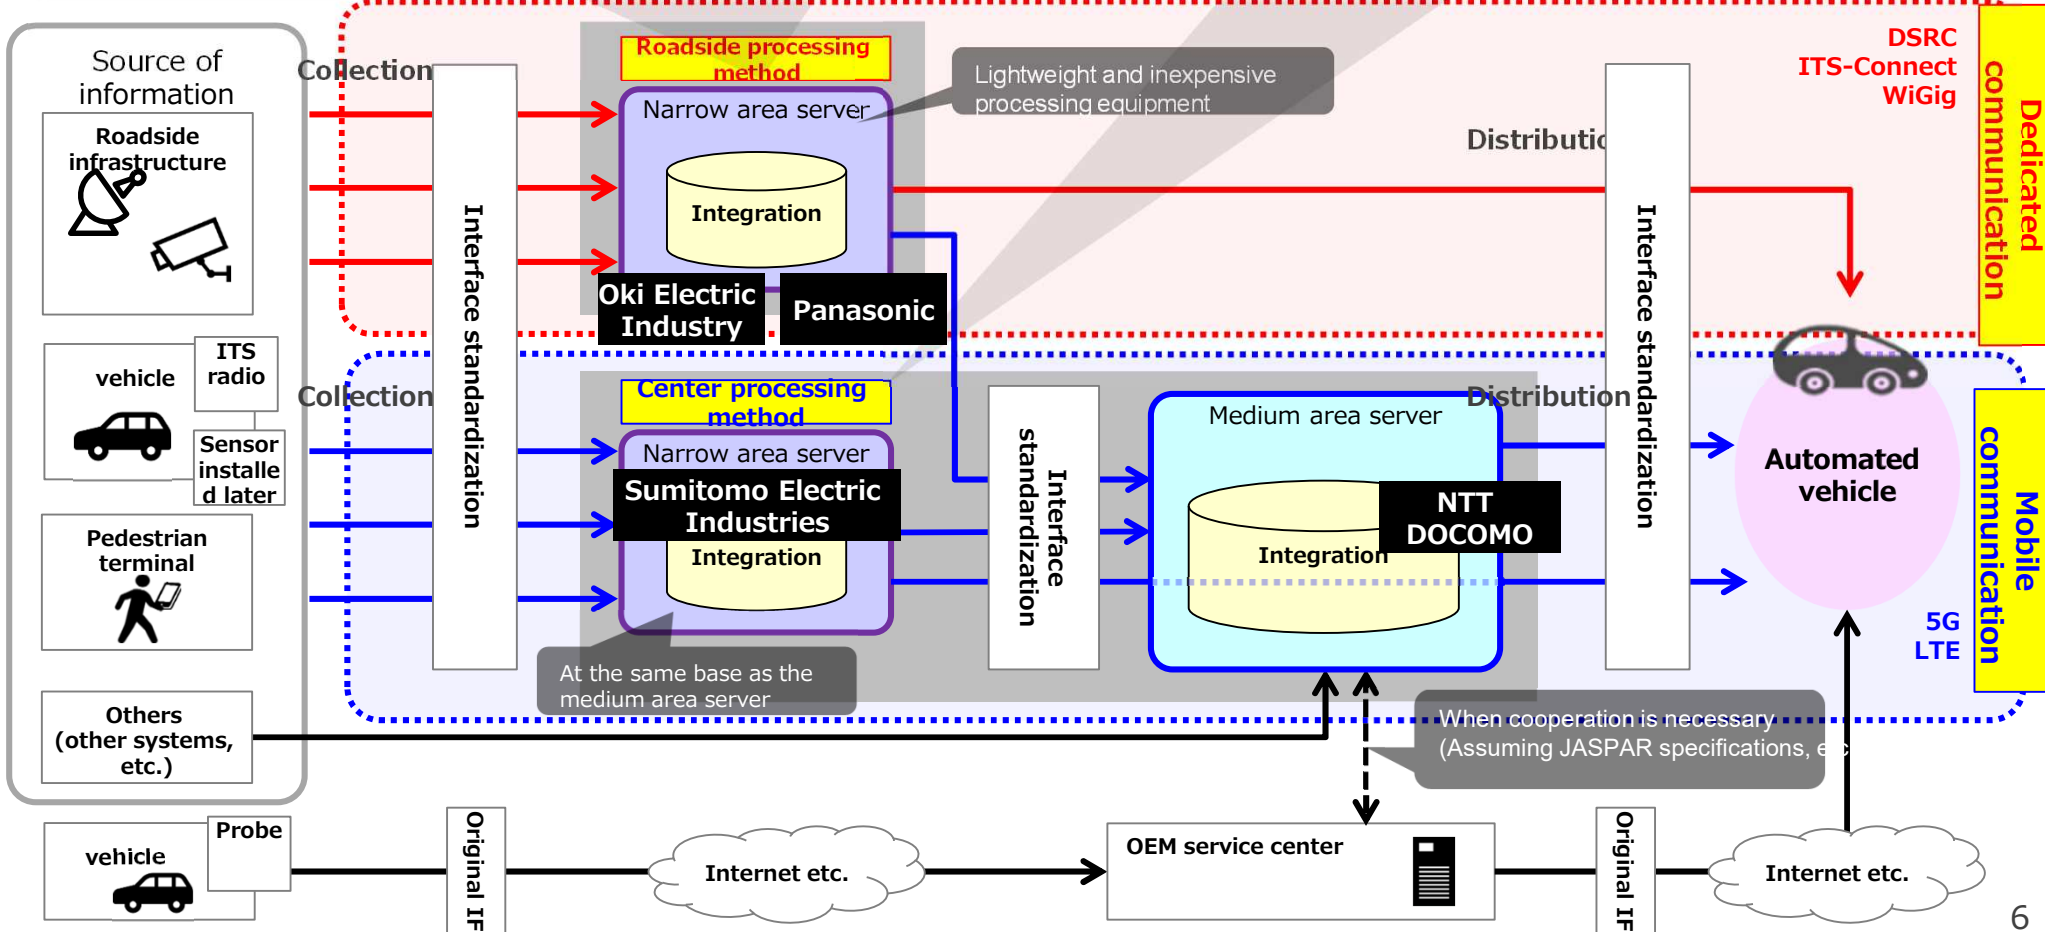 Source of
information
Roadside
infrastructure
vehicle
ITS
radio
Sensor
installe
d later
Pedestrian
terminal
Others
(other systems,
etc.)
Collection
Collection
Interface standardization
Roadside processing
method
Narrow area server
Integration
Oki Electric
Industry
Panasonic
Lightweight and inexpensive
processing equipment
Center processing
method
Narrow area server
Sumitomo Electric
Industries
Integration
At the same base as the
medium area server
Interface
standardization
Medium area server
Integration
NTT
DOCOMO
Distributio
Distribution
Interface standardization
DSRC
ITS-Connect
WiGig
Dedicated
communication
Automated
vehicle
5G
LTE
Mobile
communication
When cooperation is necessary
(Assuming JASPAR specifications, etc
vehicle
Probe
Original IF
Internet etc.
OEM service center
Original IF
Internet etc.
6